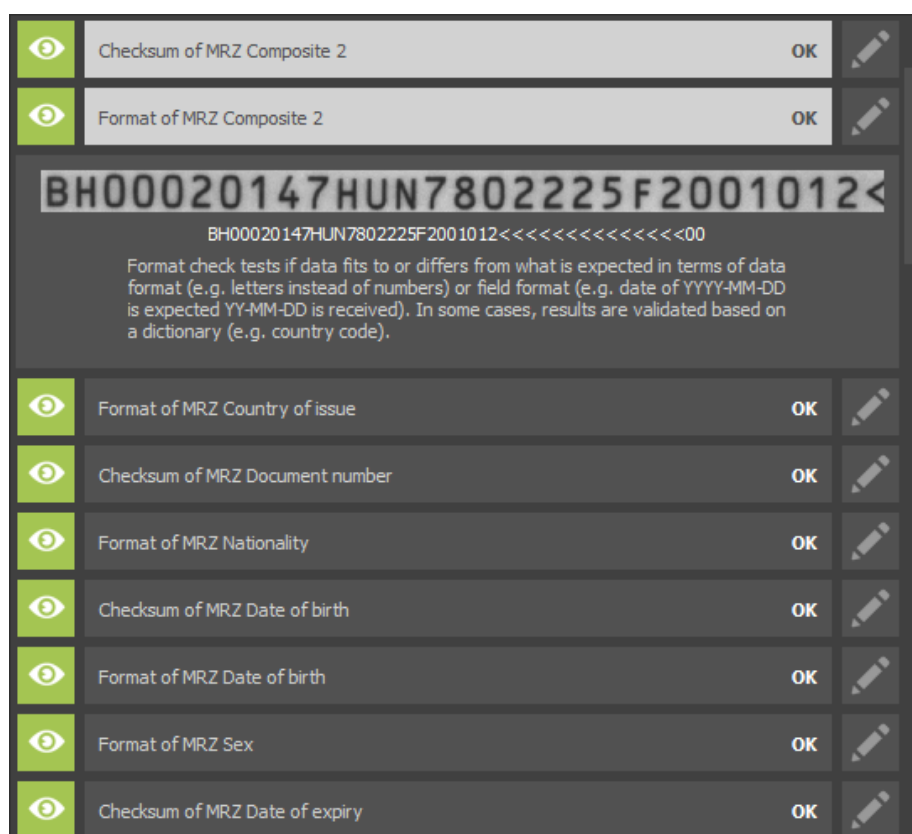 Checksum of MRZ Composite 2 OK
Format of MRZ Composite 2 OK
BH00020147HUN7802225F2001012<
BH00020147HUN7802225F2001012<<<<<<<<<<<<<<00
Format check tests if data fits to or differs from what is expected in terms of data
format (e.g. letters instead of numbers) or field format (e.g. date of YYYY-MM-DD
is expected YY-MM-DD is received). In some cases, results are validated based on
a dictionary (e.g. country code).
Format of MRZ Country of issue OK
Checksum of MRZ Document number OK
Format of MRZ Nationality OK
Checksum of MRZ Date of birth OK
Format of MRZ Date of birth OK
Format of MRZ Sex OK
Checksum of MRZ Date of expiry OK